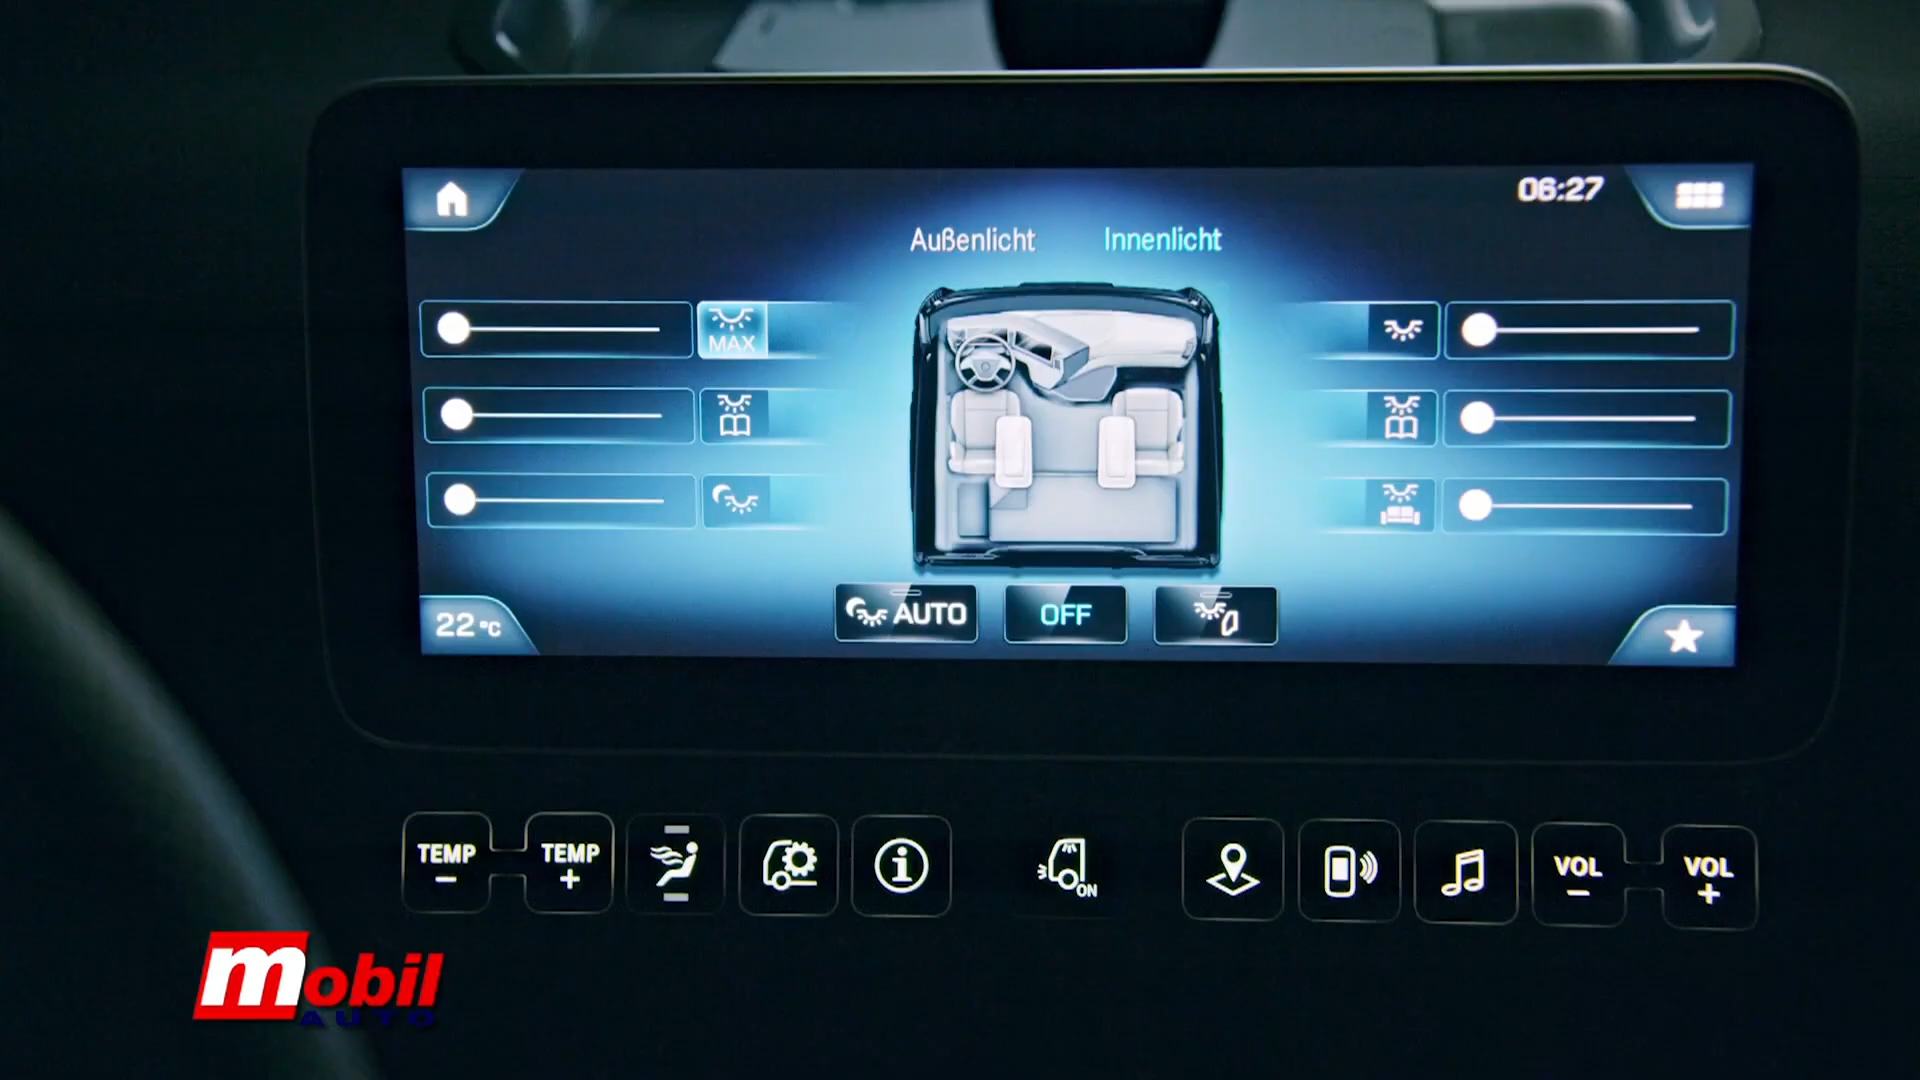 06:27
Außenlicht Innenlicht
MAX
22 °C
AUTO OFF
TEMP
–
TEMP
+
i
ON
VOL
–
VOL
+
mobil
AUTO